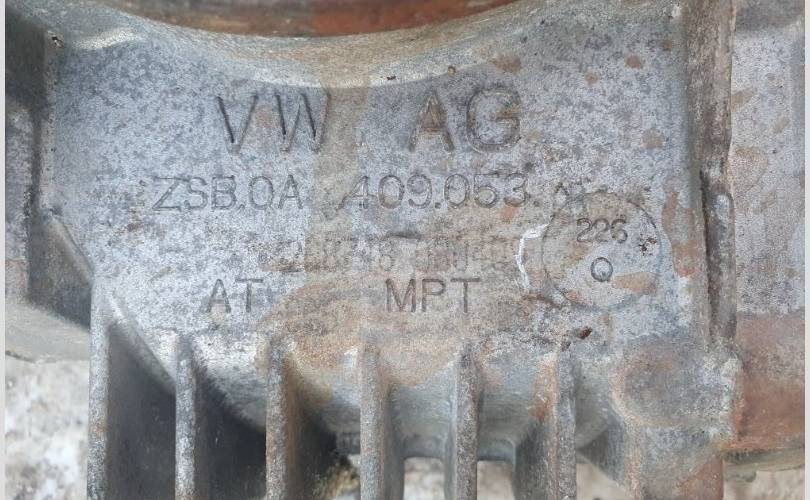 VW AG
ZSB.0A 409.053.
226
Q
AT MPT